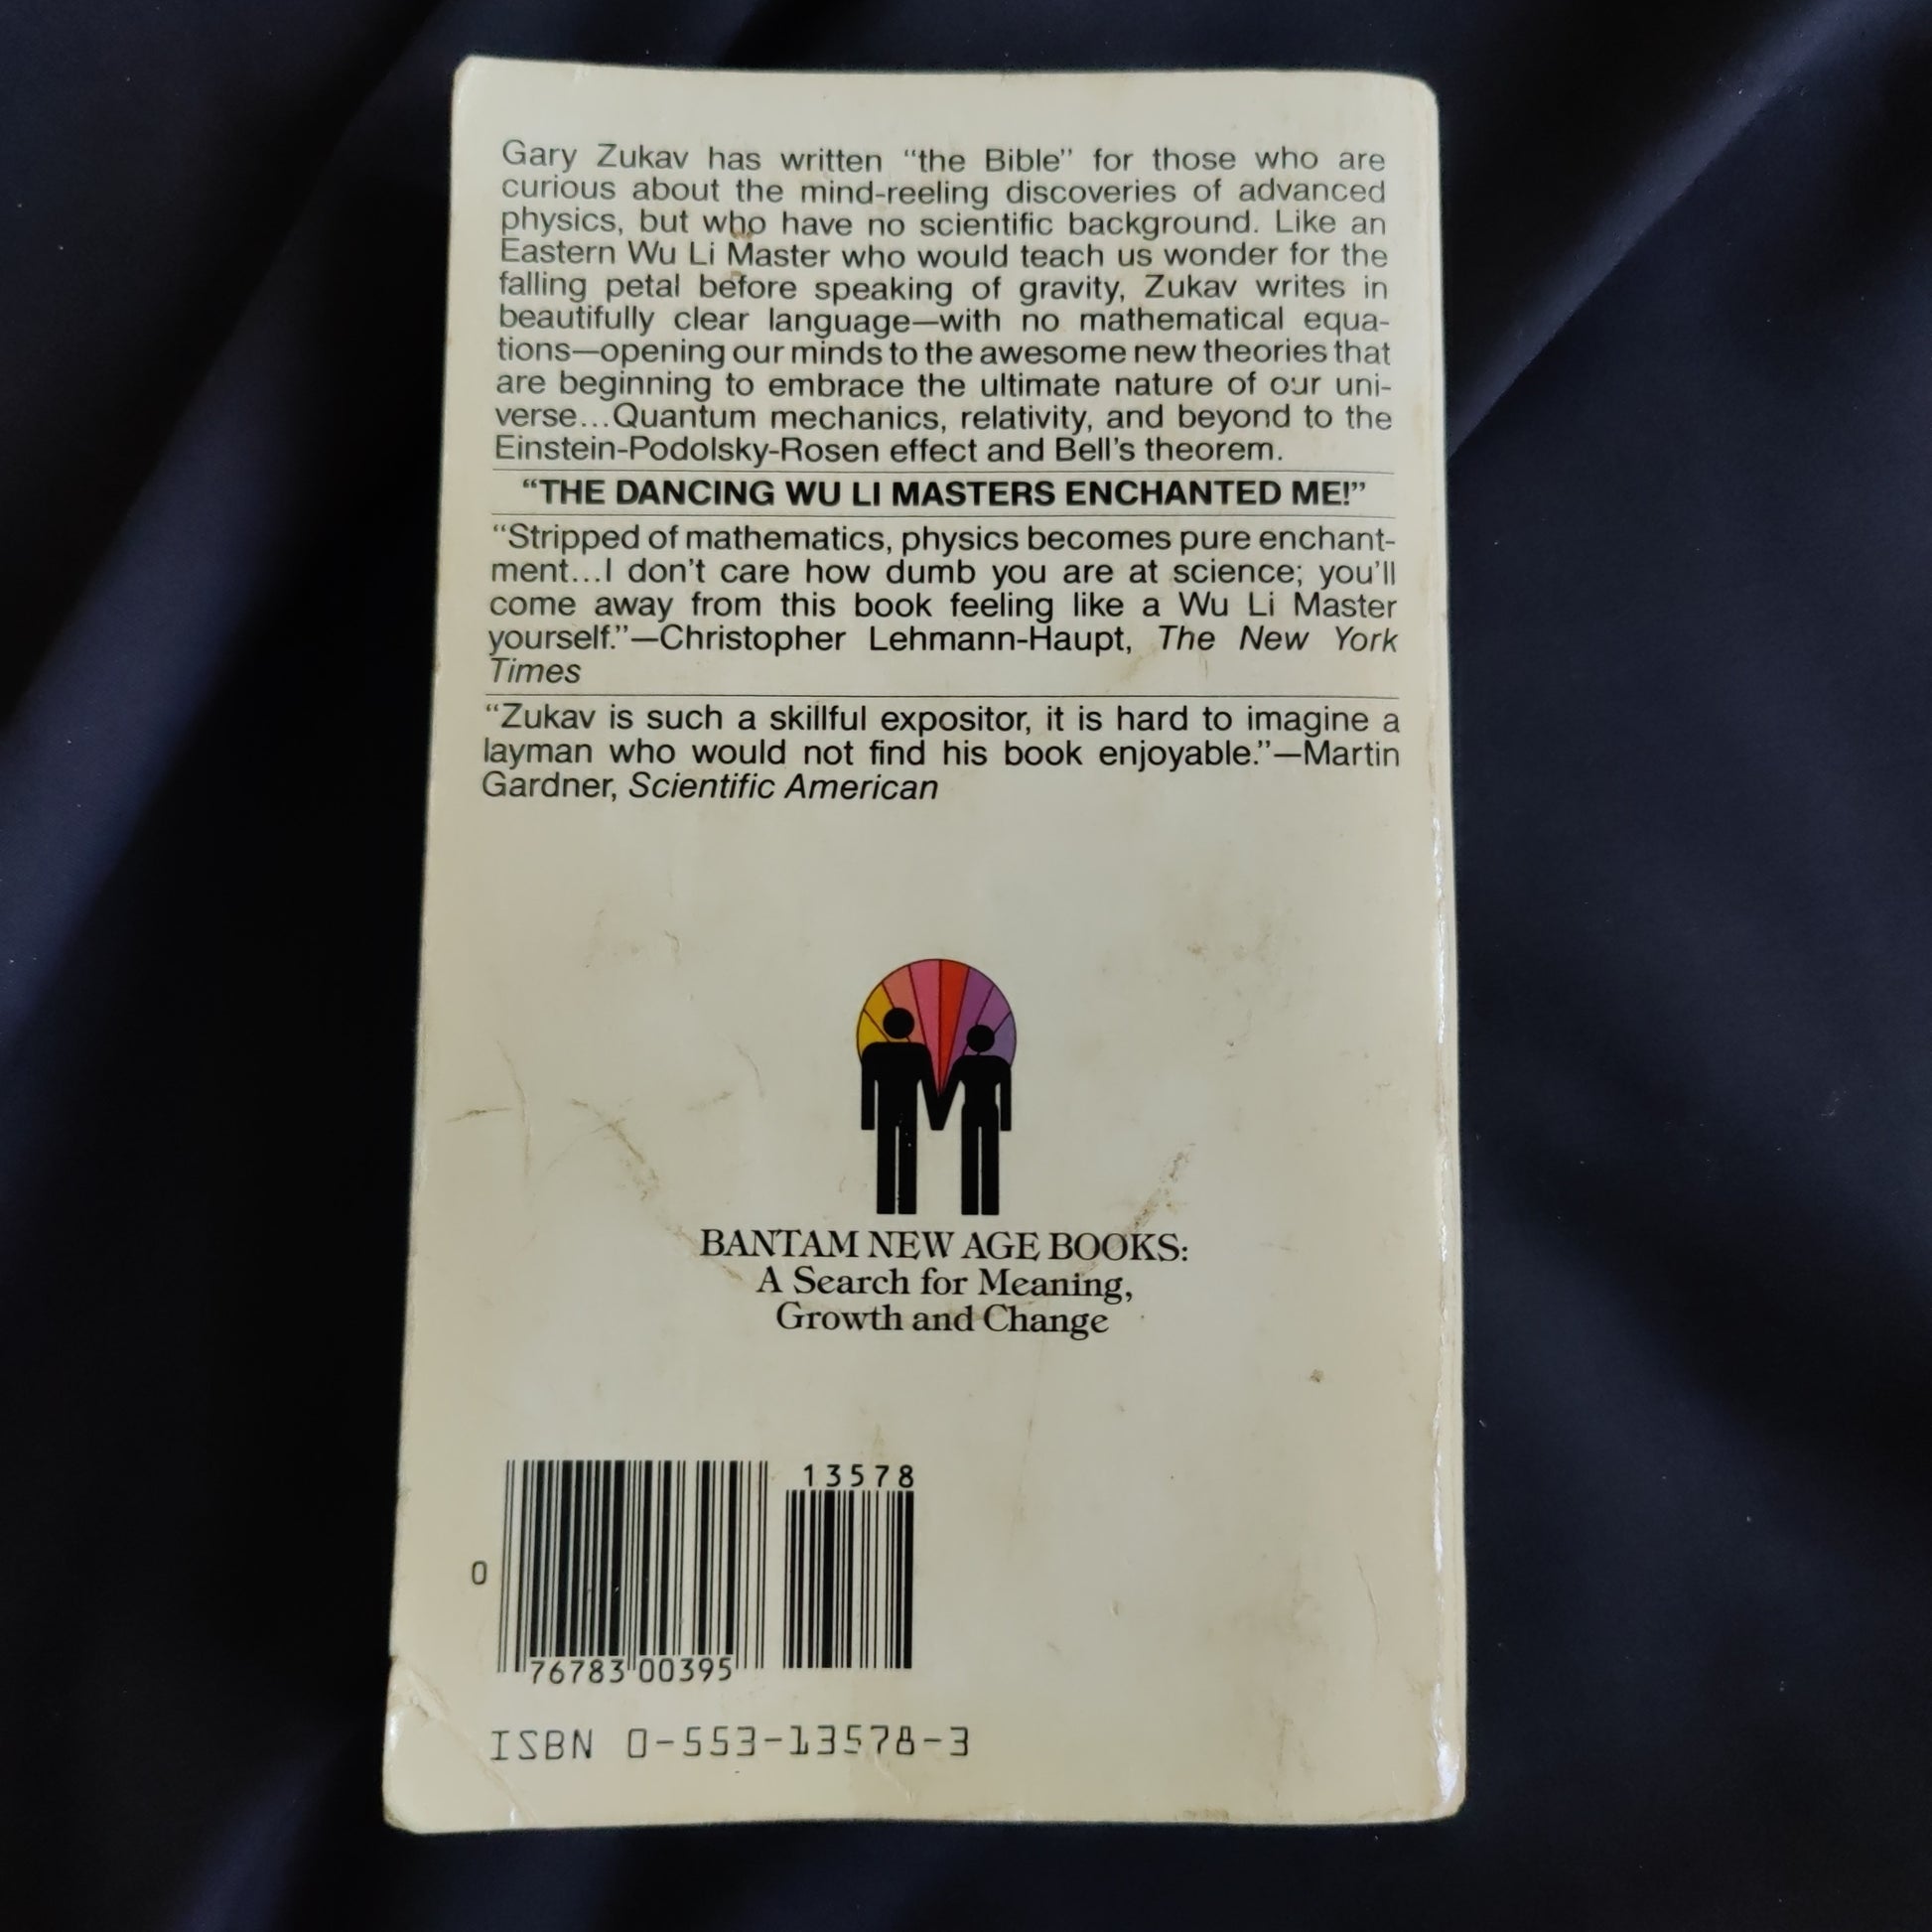 Gary Zukav has written “the Bible” for those who are
curious about the mind-reeling discoveries of advanced
physics, but who have no scientific background. Like an
Eastern Wu Li Master who would teach us wonder for the
falling petal before speaking of gravity, Zukav writes in
beautifully clear language—with no mathematical equa-
tions—opening our minds to the awesome new theories that
are beginning to embrace the ultimate nature of our uni-
verse...Quantum mechanics, relativity, and beyond to the
Einstein-Podolsky-Rosen effect and Bell’s theorem.
“THE DANCING WU LI MASTERS ENCHANTED ME!”
“Stripped of mathematics, physics becomes pure enchant-
ment...I don’t care how dumb you are at science; you’ll
come away from this book feeling like a Wu Li Master
yourself.”—Christopher Lehmann-Haupt, The New York
Times
“Zukav is such a skillful expositor, it is hard to imagine a
layman who would not find his book enjoyable.”—Martin
Gardner, Scientific American
BANTAM NEW AGE BOOKS:
A Search for Meaning,
Growth and Change
13578
0
76783 00395
ISBN 0-553-13578-3